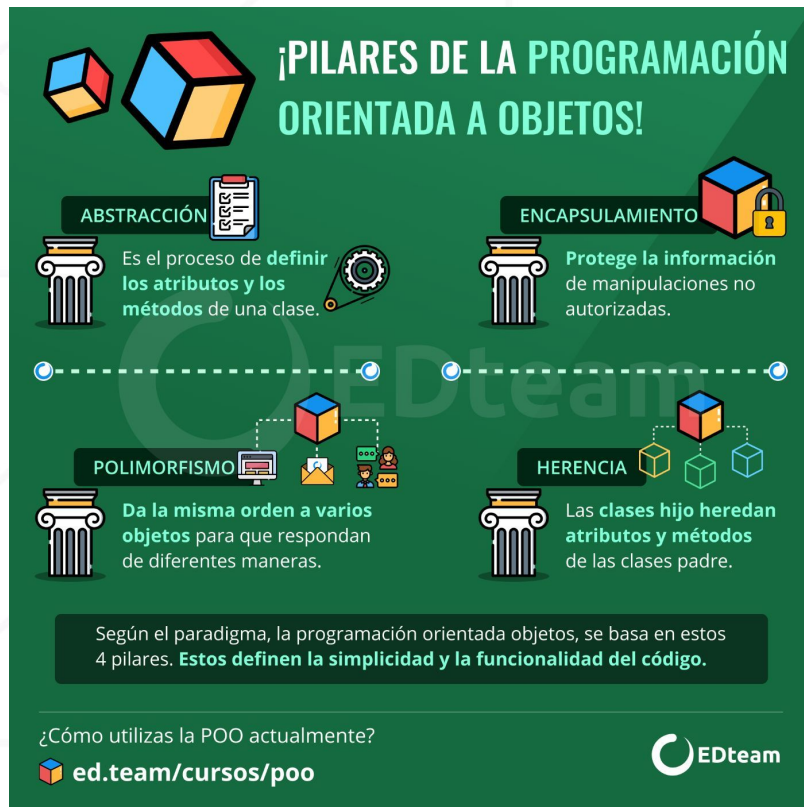 ¡PILARES DE LA PROGRAMACIÓN
ORIENTADA A OBJETOS!
ABSTRACCIÓN
Es el proceso de definir
los atributos y los
métodos de una clase.
ENCAPSULAMIENTO
Protege la información
de manipulaciones no
autorizadas.
EDteam
POLIMORFISMO
Da la misma orden a varios
objetos para que respondan
de diferentes maneras.
HERENCIA
Las clases hijo heredan
atributos y métodos
de las clases padre.
Según el paradigma, la programación orientada objetos, se basa en estos
4 pilares. Estos definen la simplicidad y la funcionalidad del código.
¿Cómo utilizas la POO actualmente?
ed.team/cursos/poo
EDteam